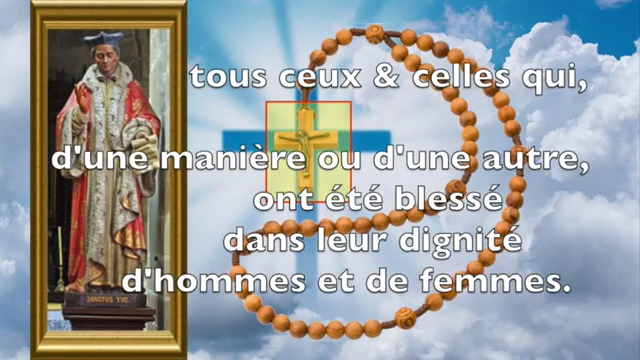 tous ceux & celles qui,
d'une manière ou d'une autre,
ont été blessé
dans leur dignité
d'hommes et de femmes.
SANCTUS YVO.